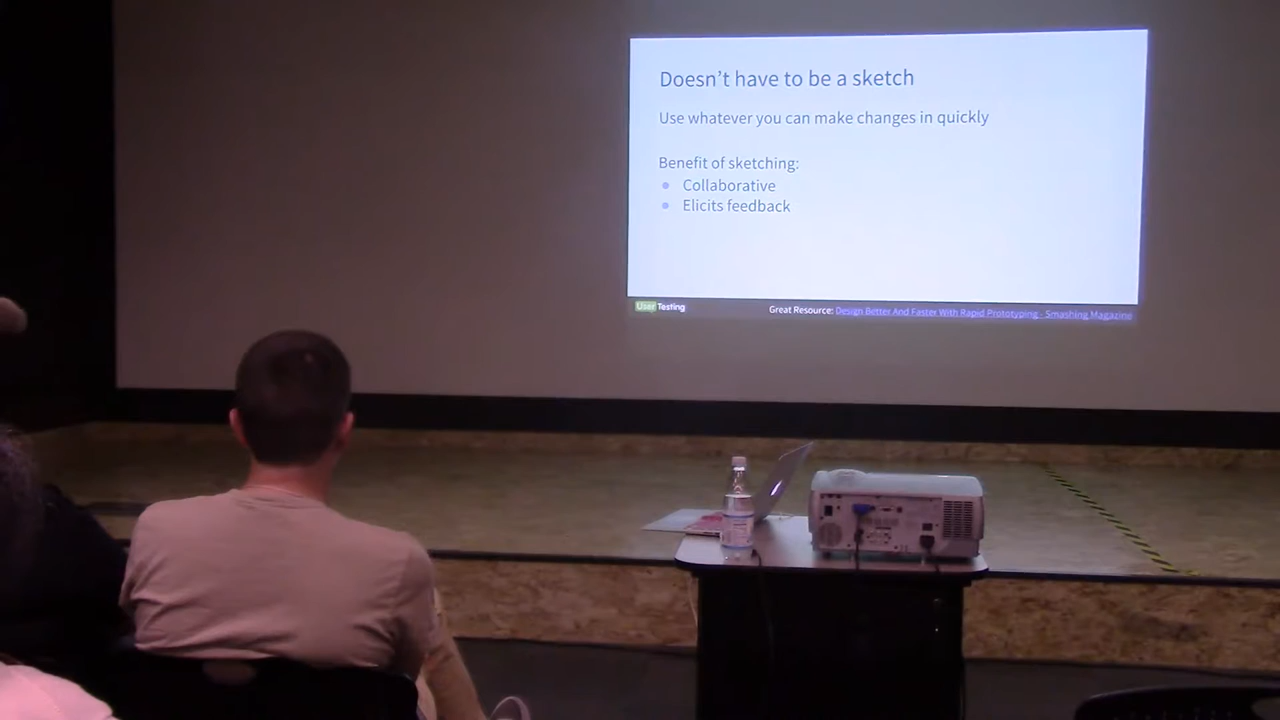 Doesn't have to be a sketch
Use whatever you can make changes in quickly
Benefit of sketching:
• Collaborative
• Elicits feedback
UserTesting
Great Resource: Design Better And Faster With Rapid Prototyping - Smashing Magazine